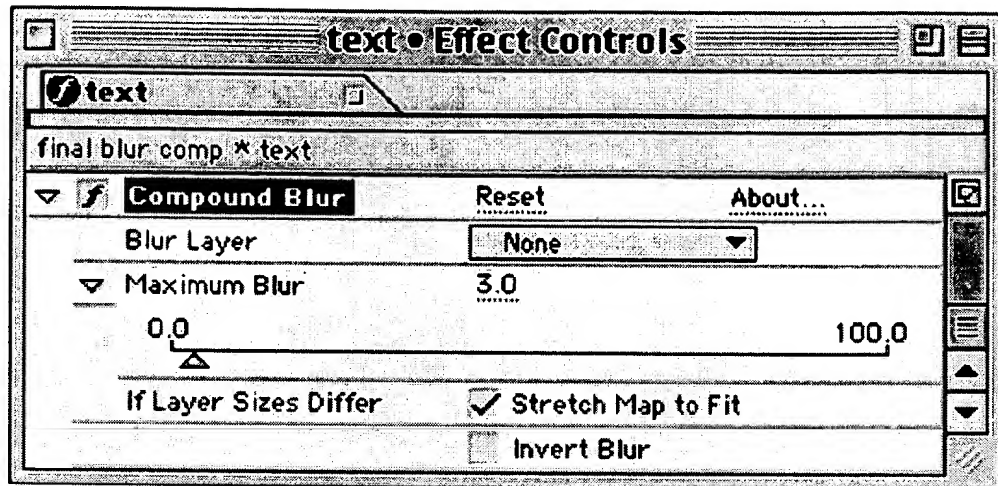 text • Effect Controls
text
final blur comp * text
Compound Blur Reset About...
Blur Layer None
Maximum Blur 3.0
0.0 100.0
If Layer Sizes Differ Stretch Map to Fit
Invert Blur